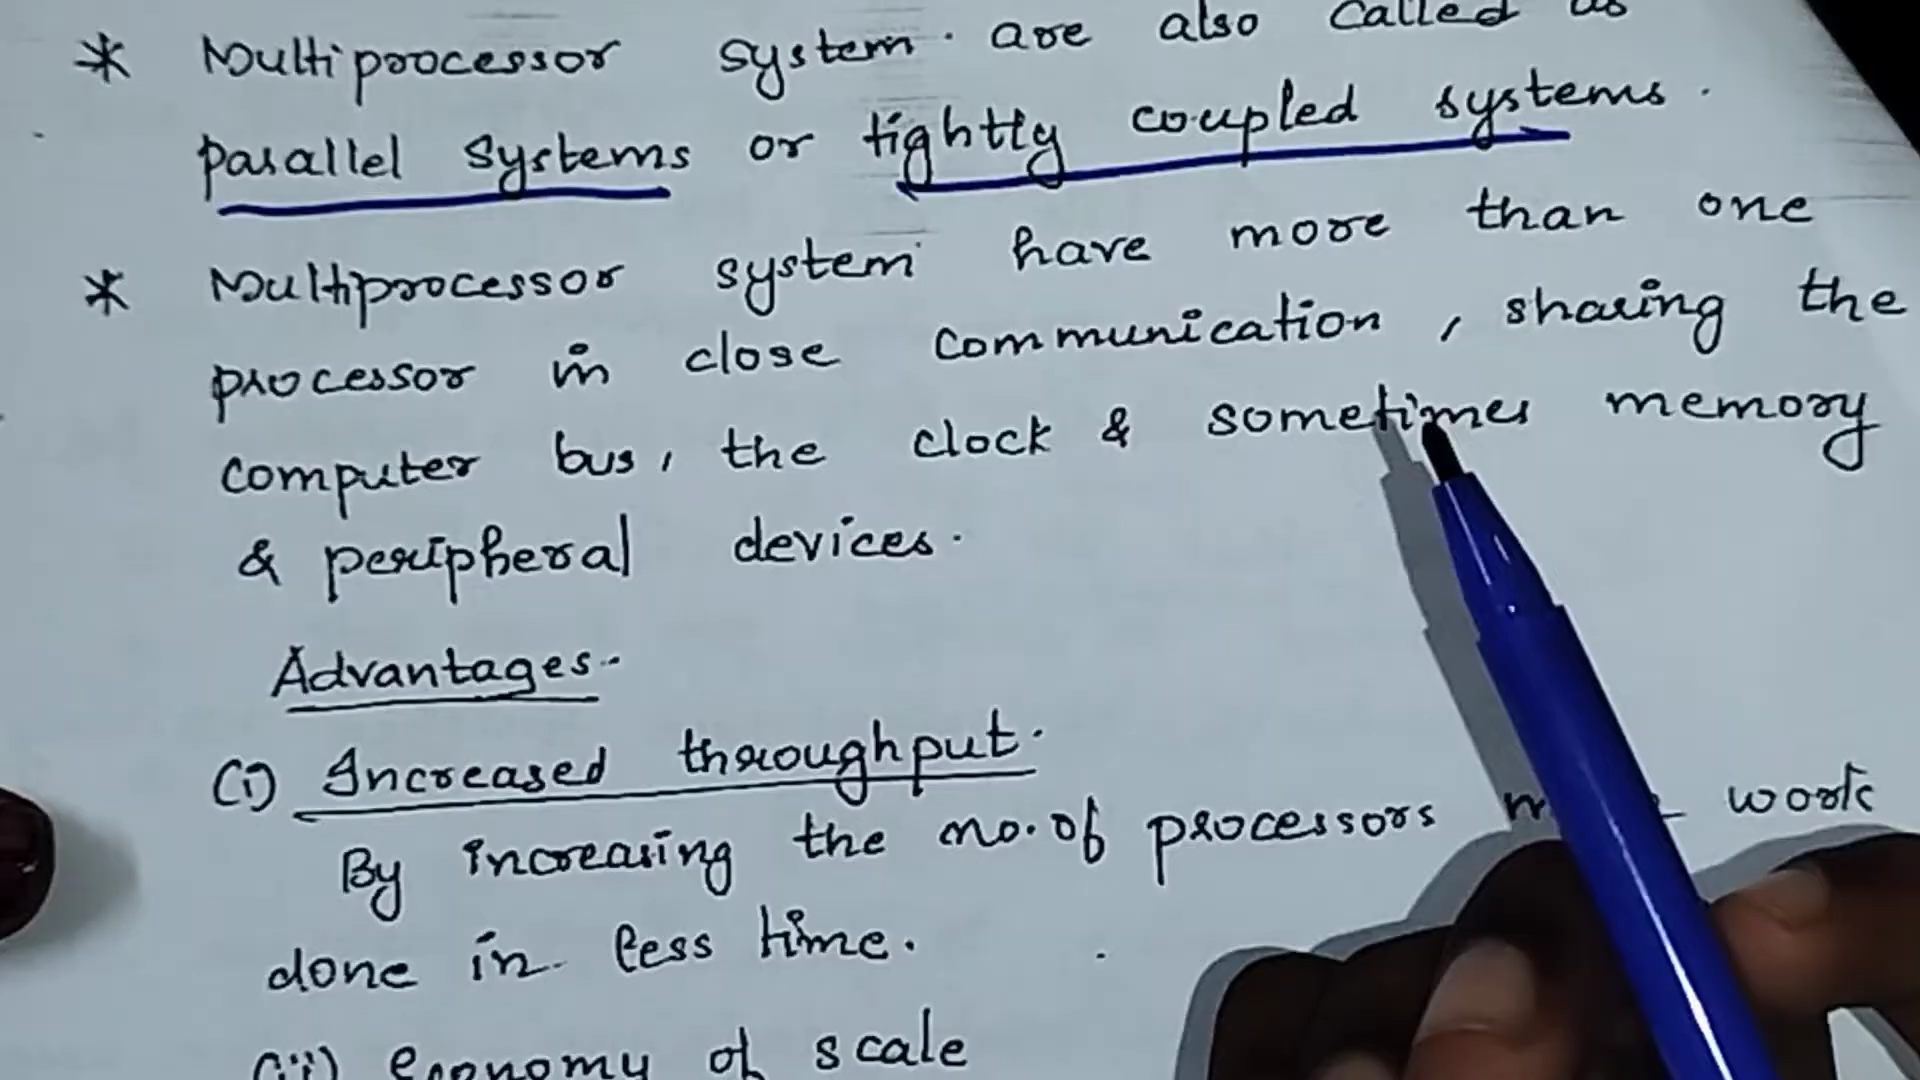 * Multiprocessor system are also called as
parallel systems or tightly coupled systems.
* Multiprocessor system have more than one
processor in close communication, sharing the
computer bus, the clock & sometimes memory
& peripheral devices.
Advantages.
(i) Increased throughput.
By increasing the no. of processors work
done in less time.
(ii) economy of scale